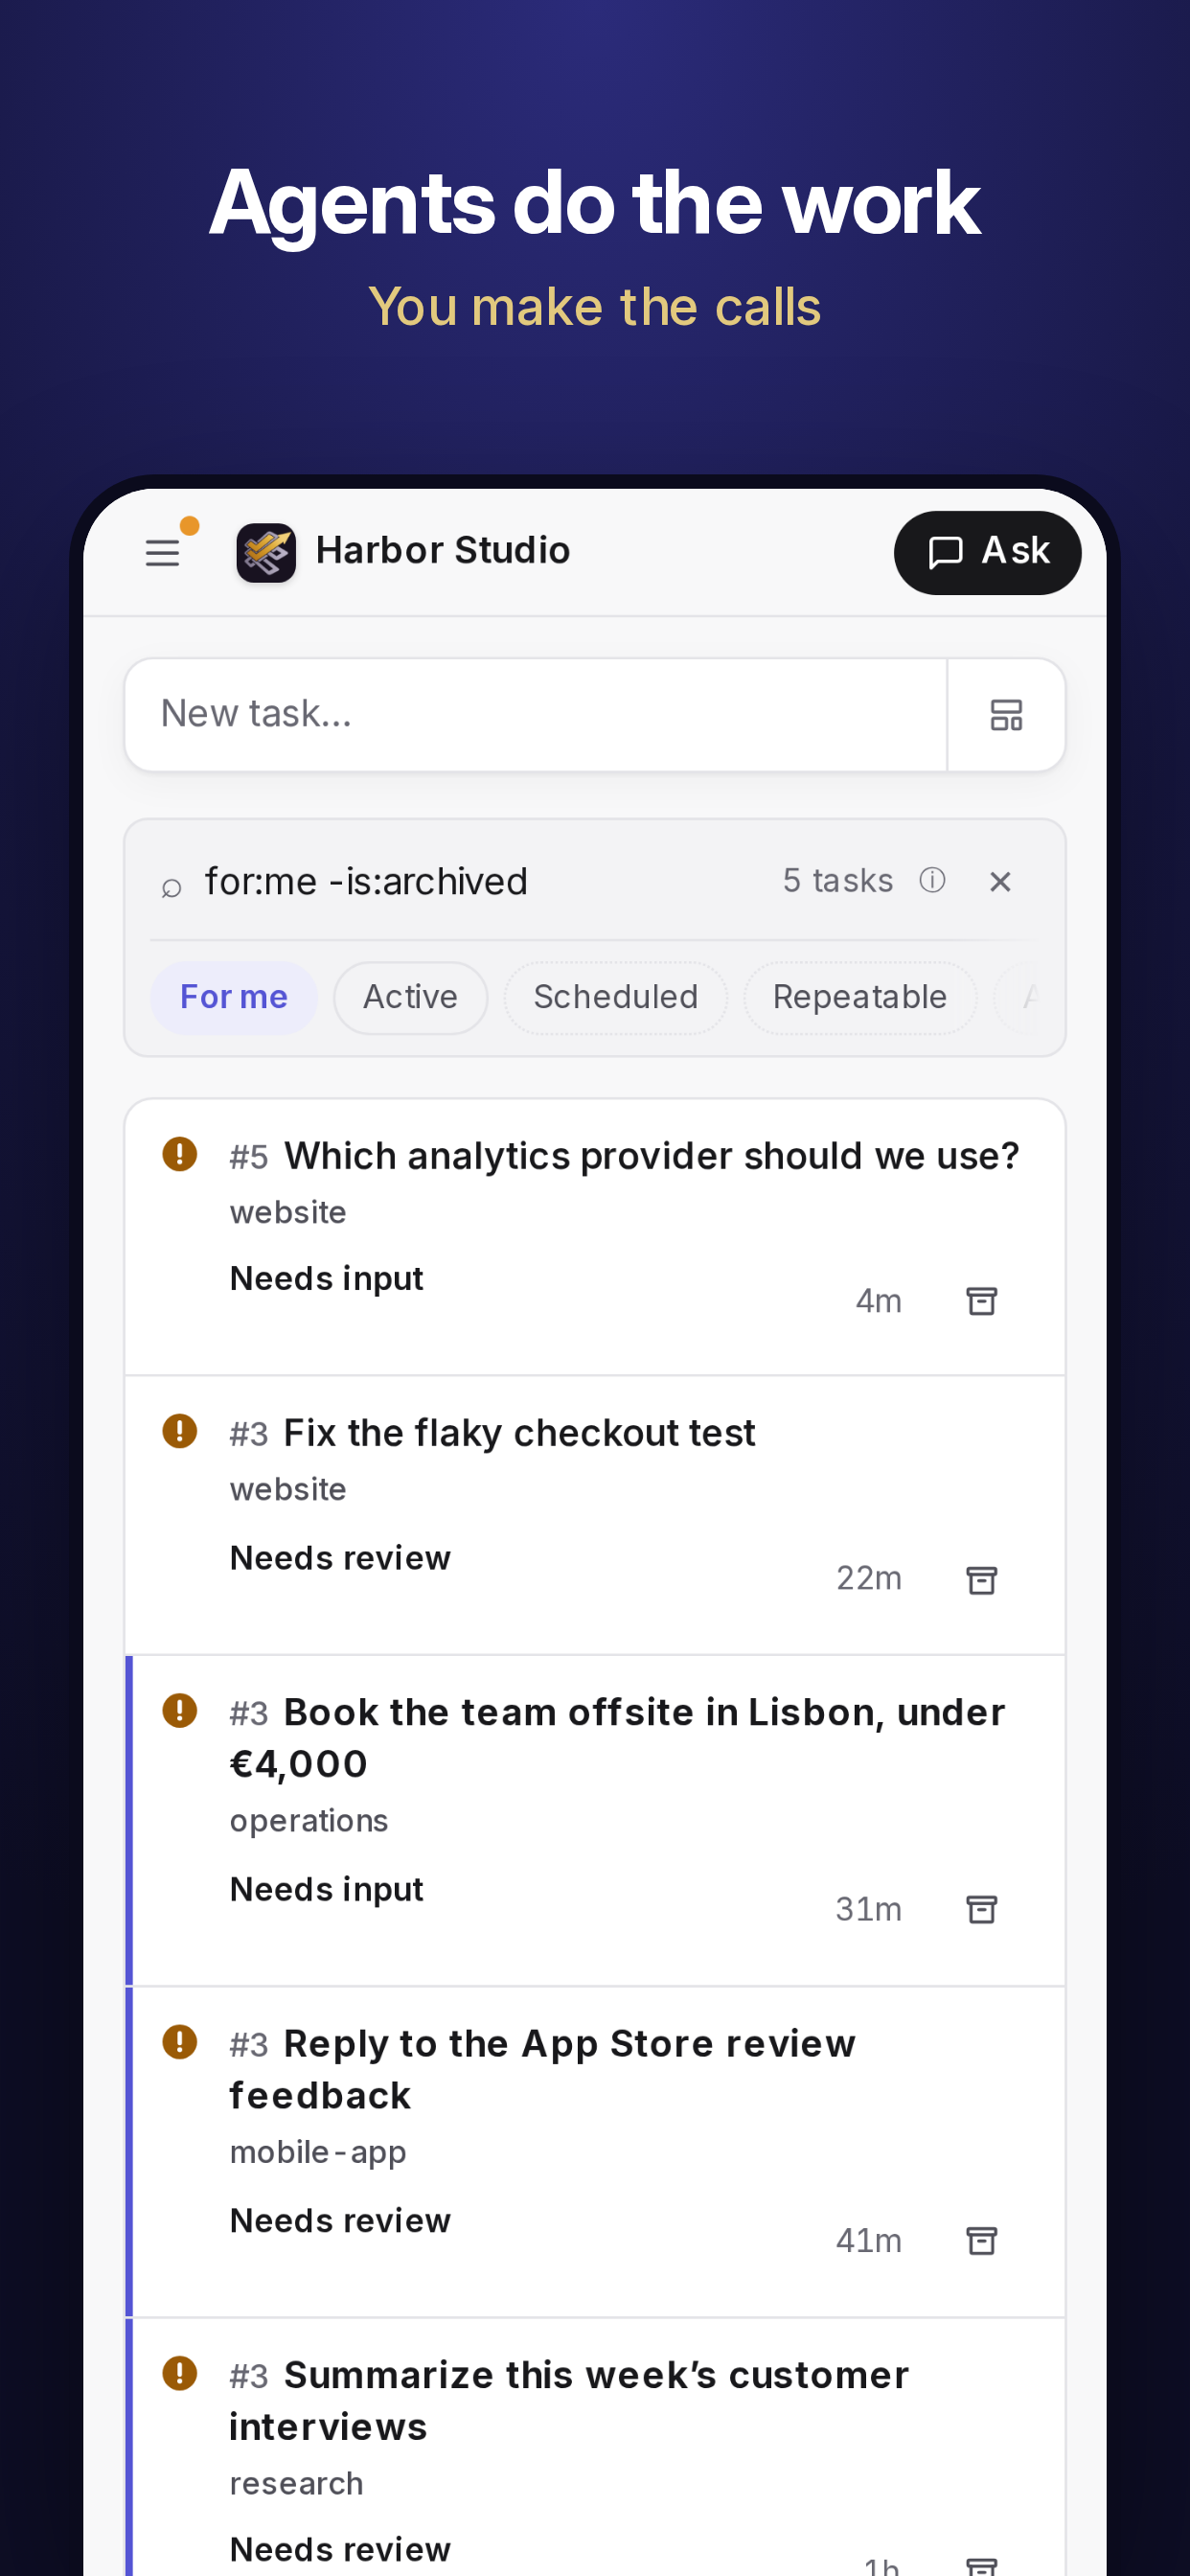 Agents do the work
You make the calls
Harbor Studio
Ask
New task...
for:me -is:archived
5 tasks
For me
Active
Scheduled
Repeatable
#5 Which analytics provider should we use?
website
Needs input
4m
#3 Fix the flaky checkout test
website
Needs review
22m
#3 Book the team offsite in Lisbon, under
€4,000
operations
Needs input
31m
#3 Reply to the App Store review
feedback
mobile-app
Needs review
41m
#3 Summarize this week’s customer
interviews
research
Needs review
1h